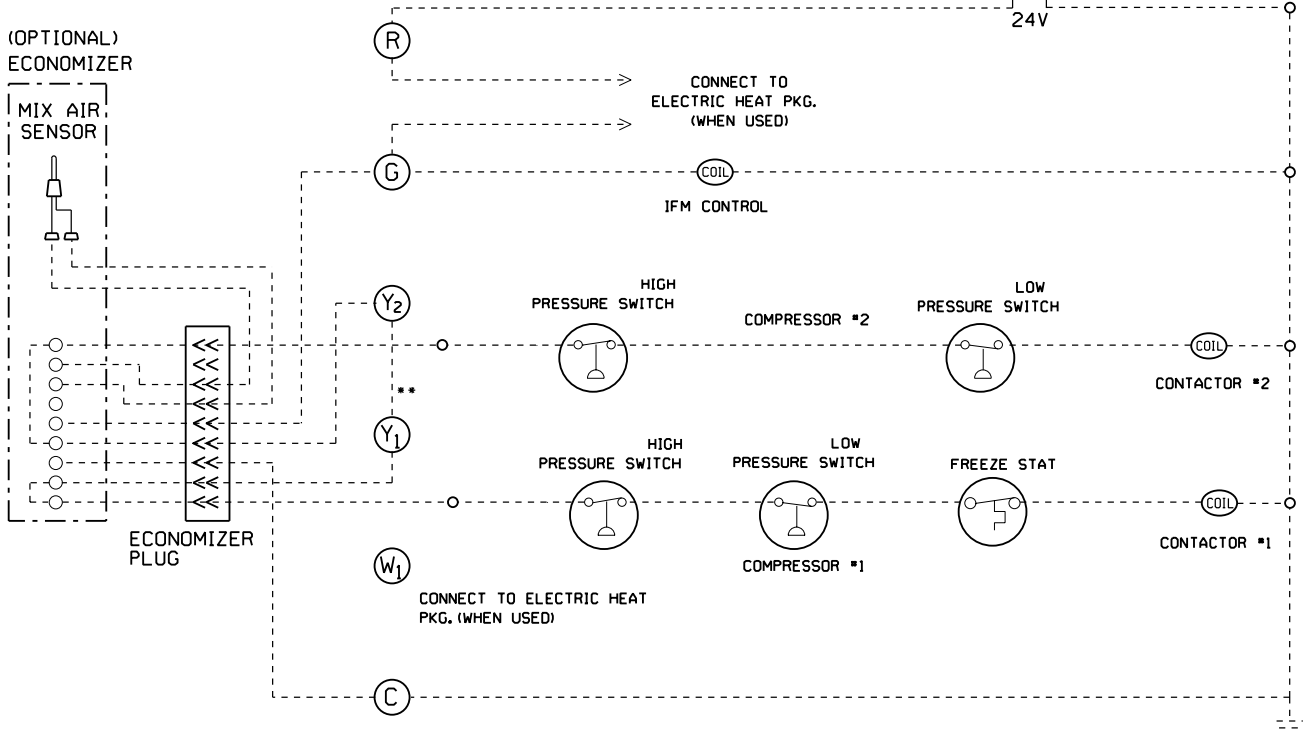 24V
(OPTIONAL)
ECONOMIZER
R
CONNECT TO
ELECTRIC HEAT PKG.
(WHEN USED)
MIX AIR
SENSOR
G
COIL
IFM CONTROL
Y2
HIGH
PRESSURE SWITCH
COMPRESSOR #2
LOW
PRESSURE SWITCH
COIL
CONTACTOR #2
**
Y1
HIGH
PRESSURE SWITCH
LOW
PRESSURE SWITCH
FREEZE STAT
COIL
CONTACTOR #1
COMPRESSOR #1
ECONOMIZER
PLUG
W1
CONNECT TO ELECTRIC HEAT
PKG. (WHEN USED)
C